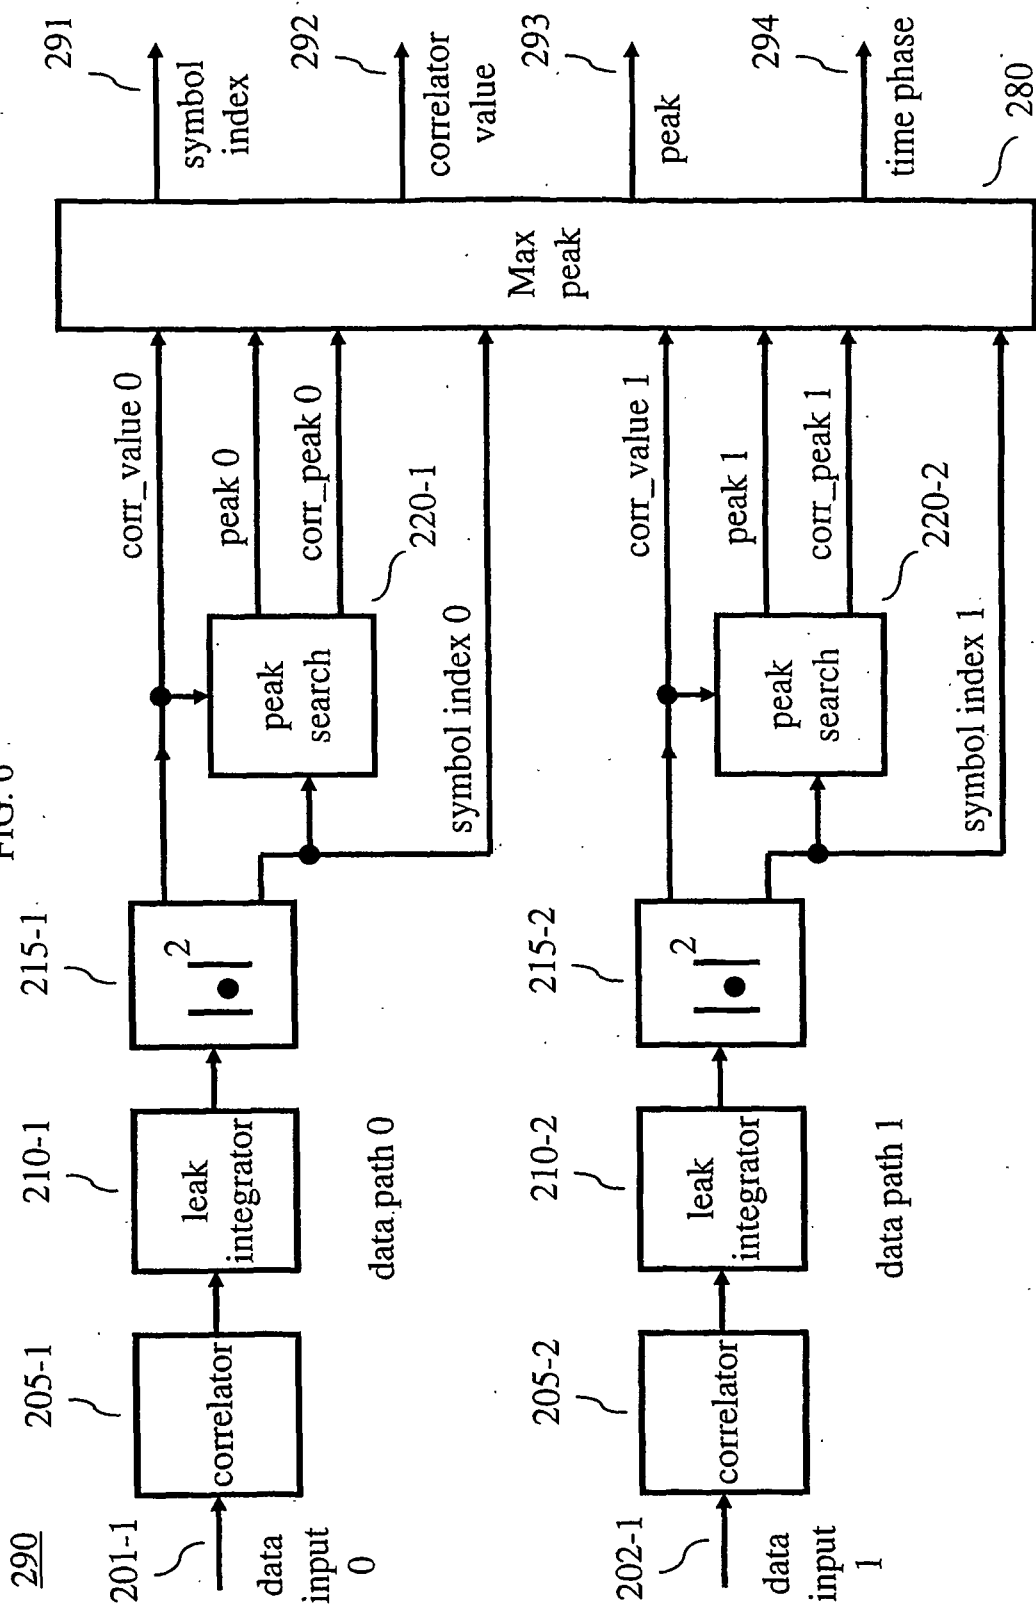 FIG. 6
290
201-1
data
input
0
205-1
correlator
210-1
leak
integrator
215-1
|●|²
peak
search
220-1
corr_value 0
peak 0
corr_peak 0
symbol index 0
data path 0
202-1
data
input
1
205-2
correlator
210-2
leak
integrator
215-2
|●|²
peak
search
220-2
corr_value 1
peak 1
corr_peak 1
symbol index 1
data path 1
Max
peak
280
291
symbol
index
292
correlator
value
293
peak
294
time phase